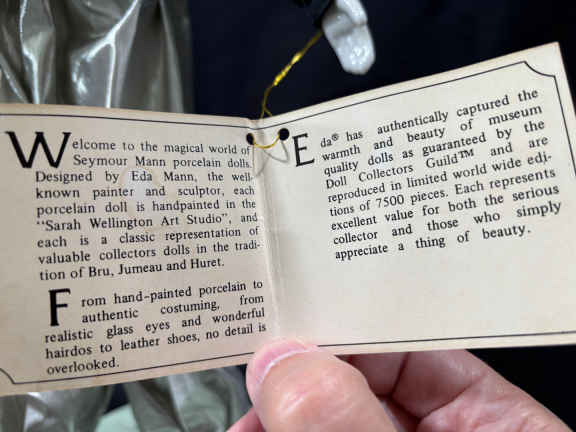 Welcome to the magical world of
Seymour Mann porcelain dolls.
Designed by Eda Mann, the well-
known painter and sculptor, each
porcelain doll is handpainted in the
“Sarah Wellington Art Studio”, and
each is a classic representation of
valuable collectors dolls in the tradi-
tion of Bru, Jumeau and Huret.
From hand-painted porcelain to
authentic costuming, from
realistic glass eyes and wonderful
hairdos to leather shoes, no detail is
overlooked.
Eda® has authentically captured the
warmth and beauty of museum
quality dolls as guaranteed by the
Doll Collectors Guild™ and are
reproduced in limited world wide edi-
tions of 7500 pieces. Each represents
excellent value for both the serious
collector and those who simply
appreciate a thing of beauty.